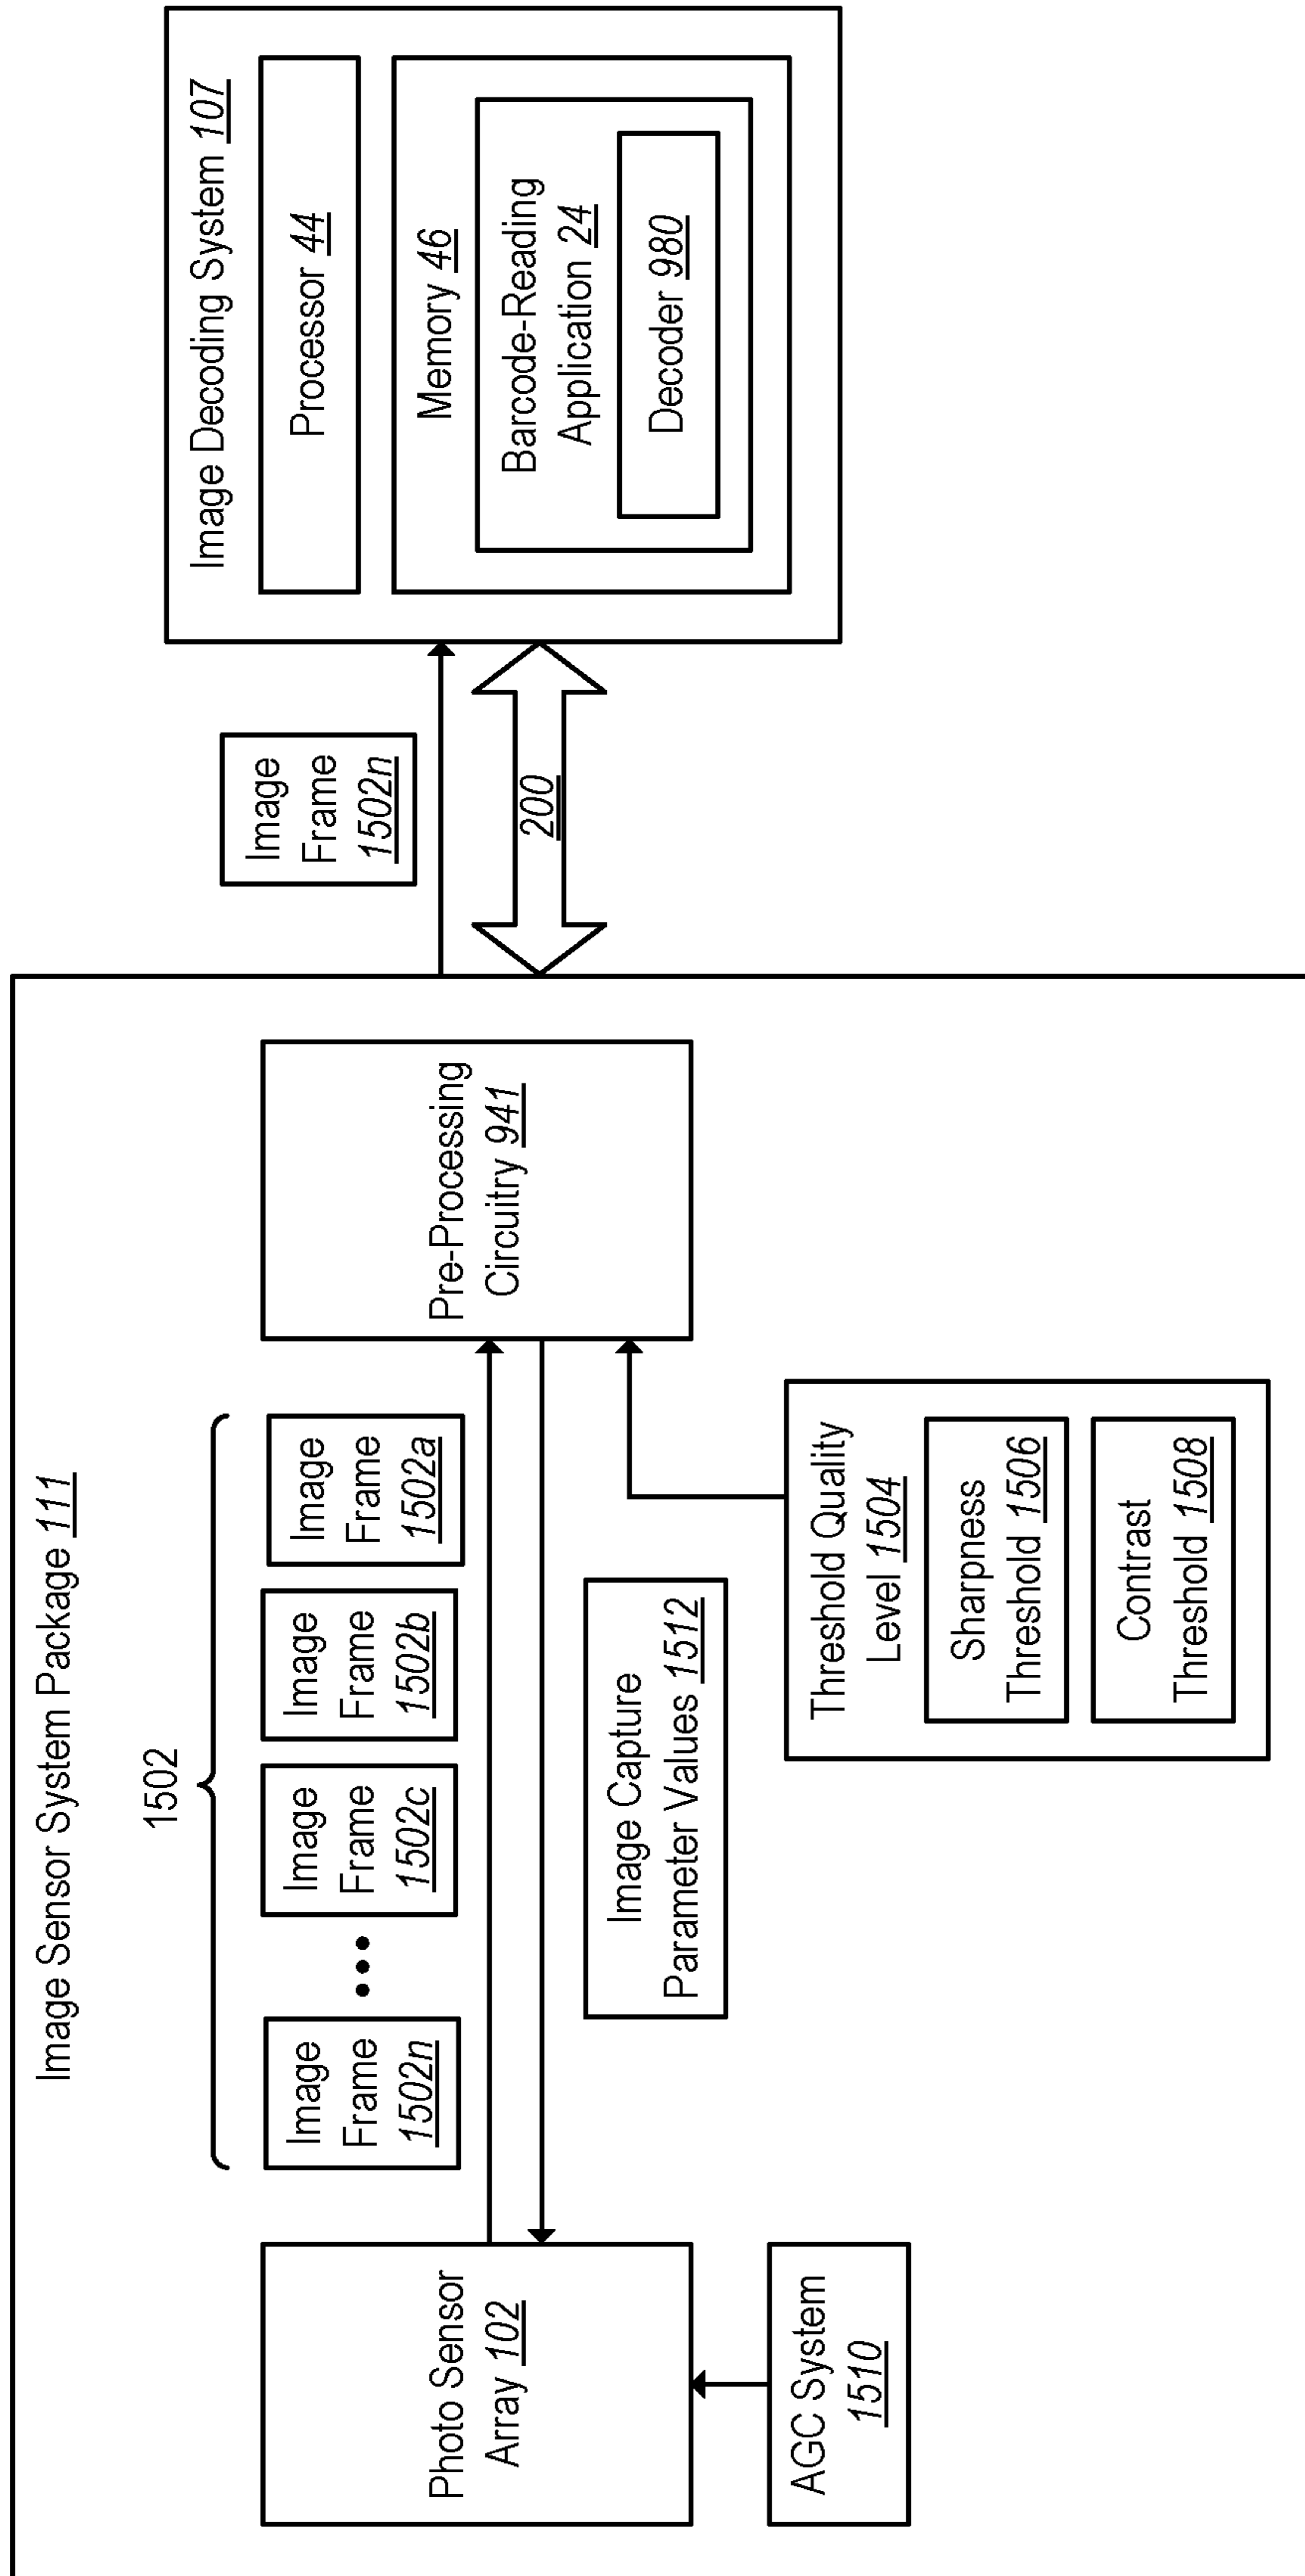 Image Sensor System Package 111
1502
Image
Frame
1502n
Image
Frame
1502c
Image
Frame
1502b
Image
Frame
1502a
Photo Sensor
Array 102
Pre-Processing
Circuitry 941
Image Capture
Parameter Values 1512
AGC System
1510
Threshold Quality
Level 1504
Sharpness
Threshold 1506
Contrast
Threshold 1508
Image
Frame
1502n
200
Image Decoding System 107
Processor 44
Memory 46
Barcode-Reading
Application 24
Decoder 980